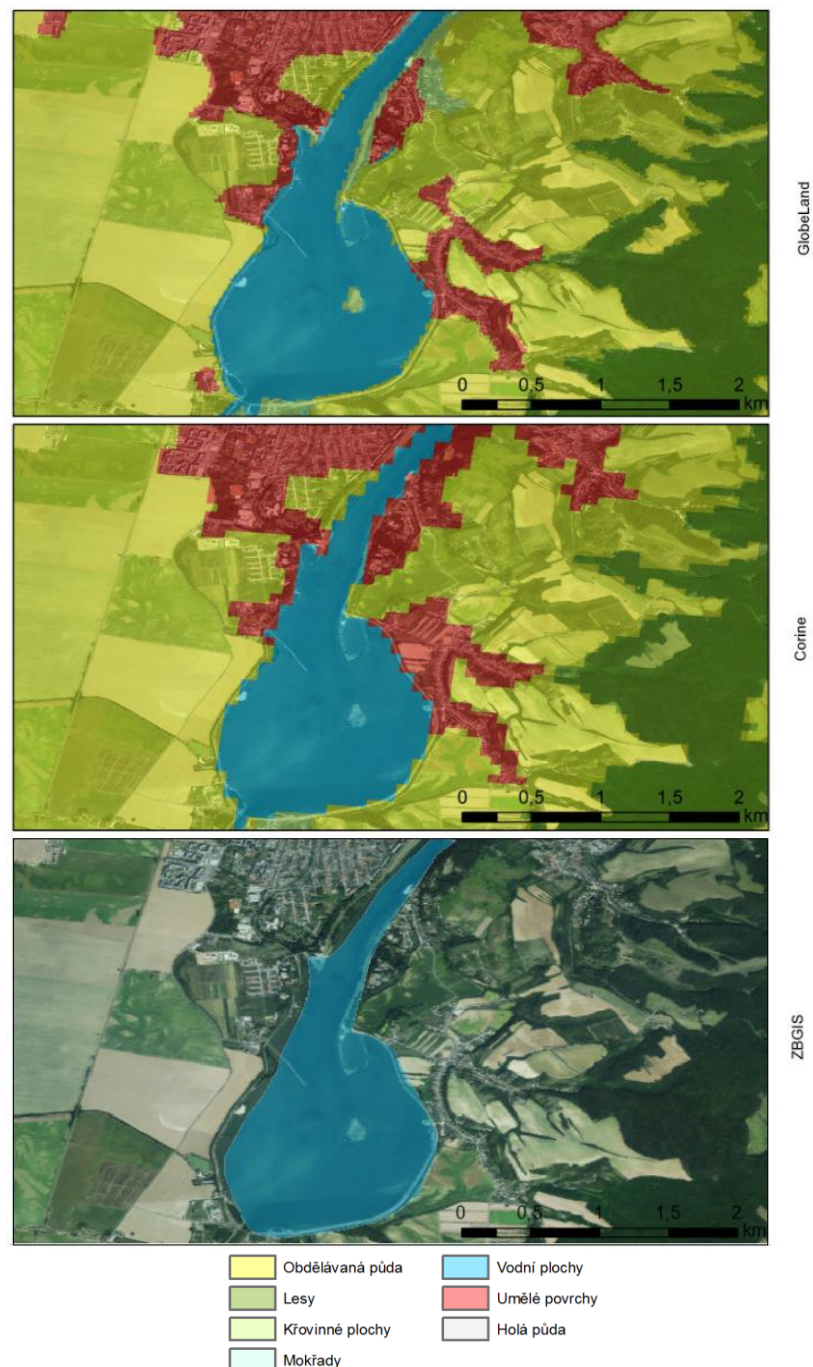 GlobeLand
0 0,5 1 1,5 2
km
Corine
0 0,5 1 1,5 2
km
ZBGIS
0 0,5 1 1,5 2
km
Obdělávaná půda
Vodní plochy
Lesy
Umělé povrchy
Křovinné plochy
Holá půda
Mokřady